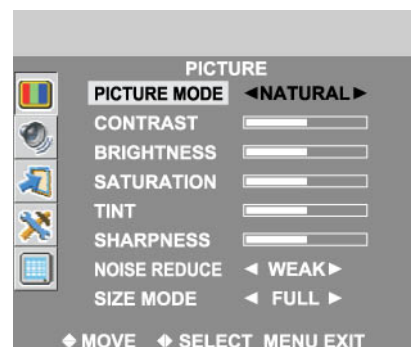 PICTURE
PICTURE MODE ◄NATURAL►
CONTRAST
BRIGHTNESS
SATURATION
TINT
SHARPNESS
NOISE REDUCE ◄ WEAK►
SIZE MODE ◄ FULL ►
MOVE SELECT MENU EXIT